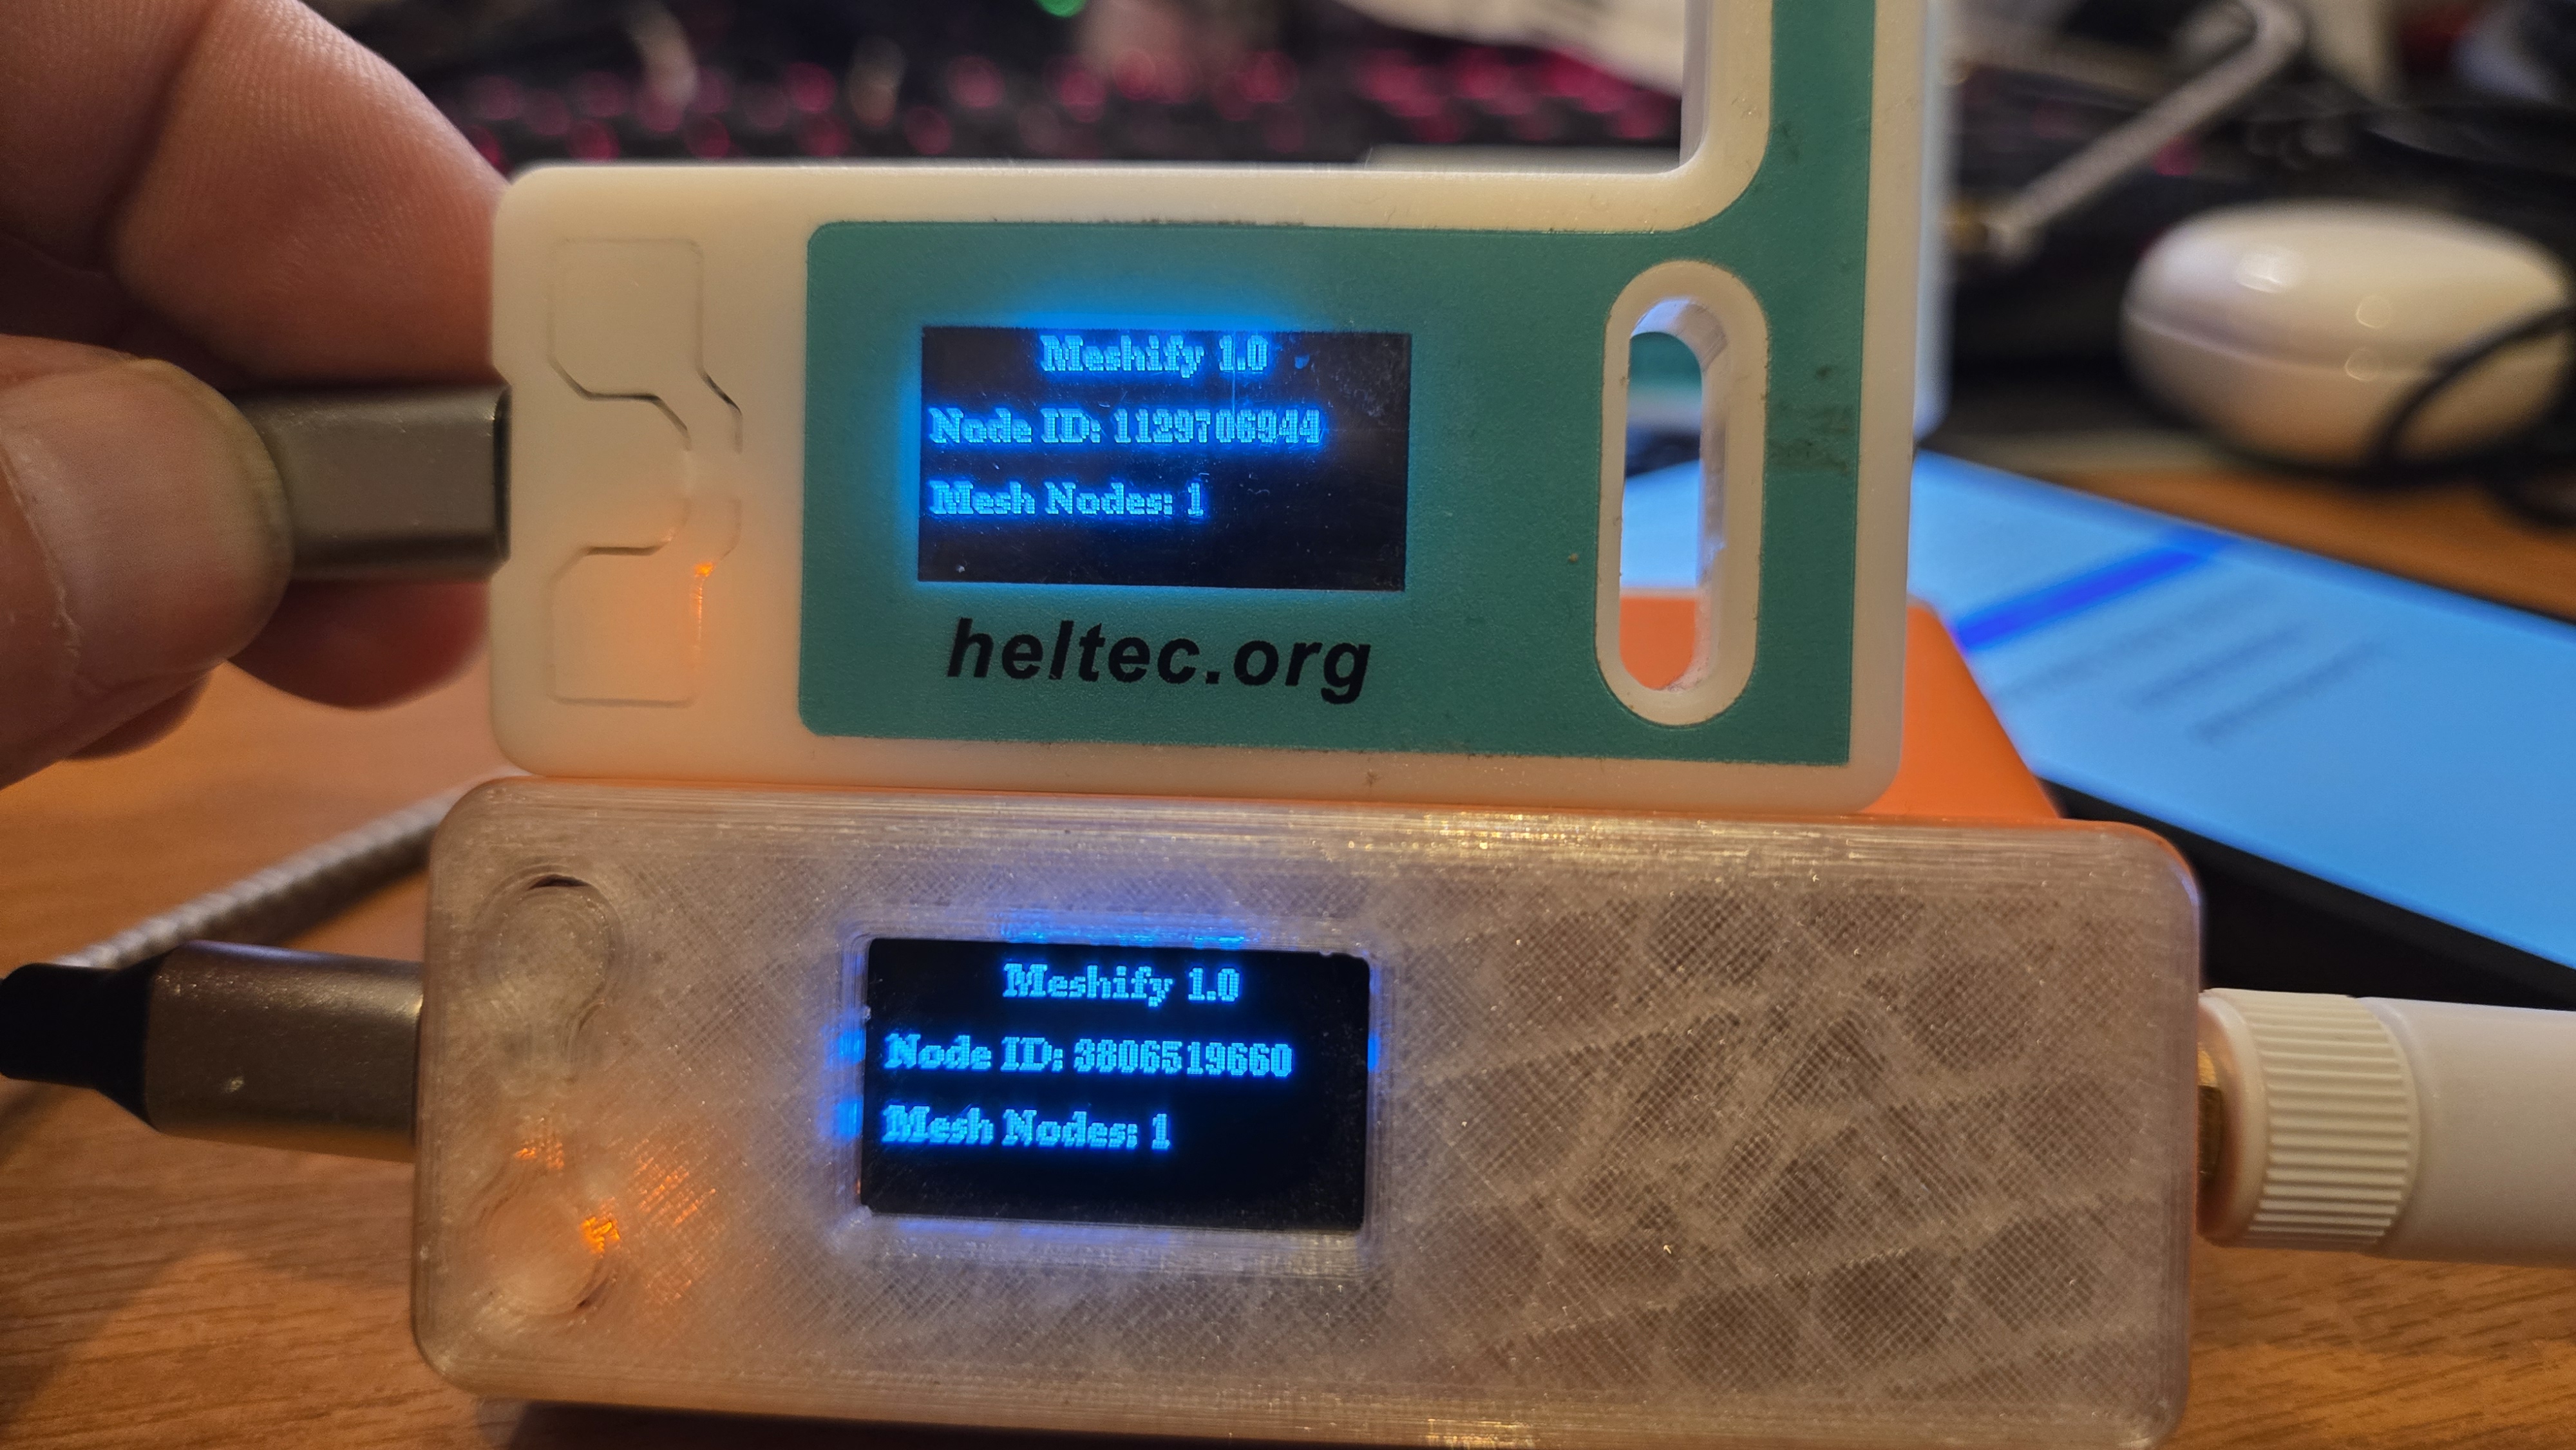 Meshify 1.0
Node ID: 1129706944
Mesh Nodes: 1
heltec.org
Meshify 1.0
Node ID: 3806519660
Mesh Nodes: 1